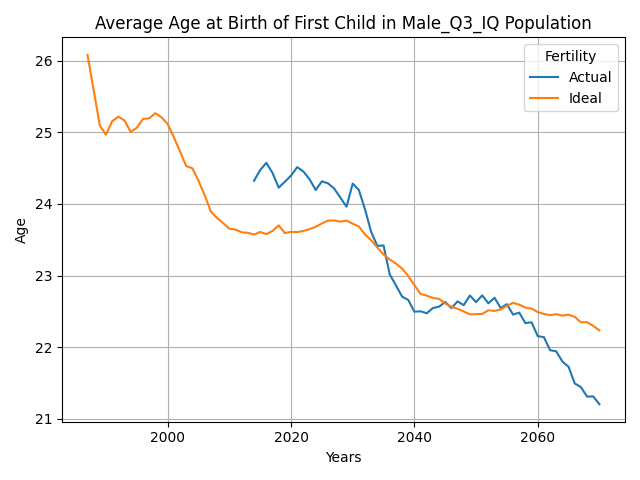 Average Age at Birth of First Child in Male_Q3_IQ Population
Fertility
Actual
Ideal
26
25
24
23
22
21
Age
2000
2020
2040
2060
Years